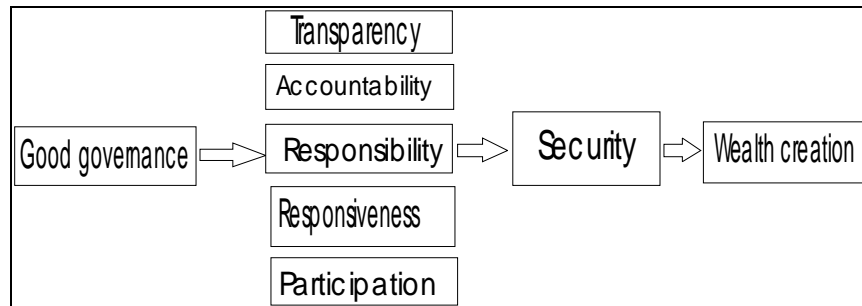 Transparency
Accountability
Good governance
Responsibility
Security
Wealth creation
Responsiveness
Participation